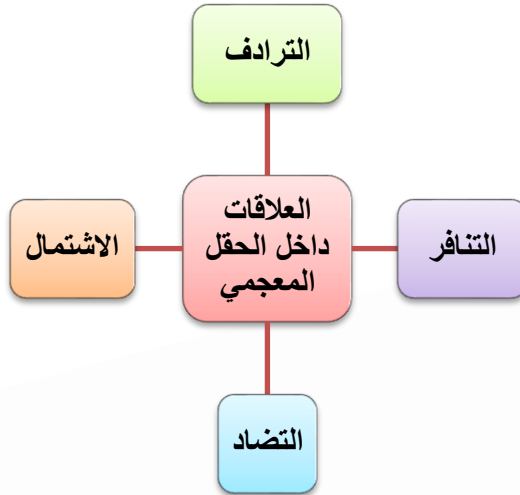 الترادف
العلاقات
داخل الحقل
المعجمي
التنافر
الاشتمال
التضاد